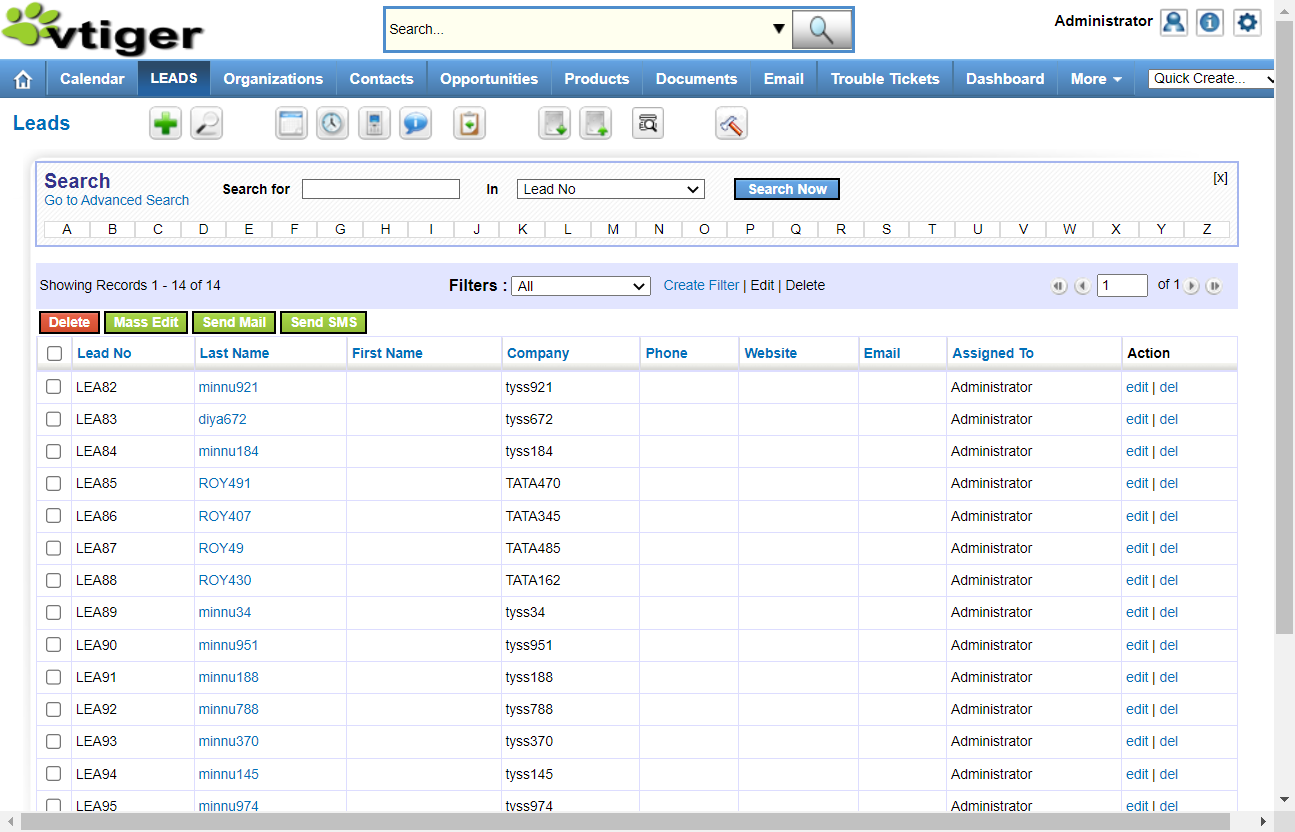 vtiger
Search...
Administrator
Calendar LEADS Organizations Contacts Opportunities Products Documents Email Trouble Tickets Dashboard More Quick Create...
Leads
Search
Go to Advanced Search
Search for In Lead No Search Now
[x]
A B C D E F G H I J K L M N O P Q R S T U V W X Y Z
Showing Records 1 - 14 of 14 Filters : All Create Filter | Edit | Delete 1 of 1
Delete Mass Edit Send Mail Send SMS
Lead No Last Name First Name Company Phone Website Email Assigned To Action
LEA82 minnu921 tyss921 Administrator edit | del
LEA83 diya672 tyss672 Administrator edit | del
LEA84 minnu184 tyss184 Administrator edit | del
LEA85 ROY491 TATA470 Administrator edit | del
LEA86 ROY407 TATA345 Administrator edit | del
LEA87 ROY49 TATA485 Administrator edit | del
LEA88 ROY430 TATA162 Administrator edit | del
LEA89 minnu34 tyss34 Administrator edit | del
LEA90 minnu951 tyss951 Administrator edit | del
LEA91 minnu188 tyss188 Administrator edit | del
LEA92 minnu788 tyss788 Administrator edit | del
LEA93 minnu370 tyss370 Administrator edit | del
LEA94 minnu145 tyss145 Administrator edit | del
LEA95 minnu974 tyss974 Administrator edit | del